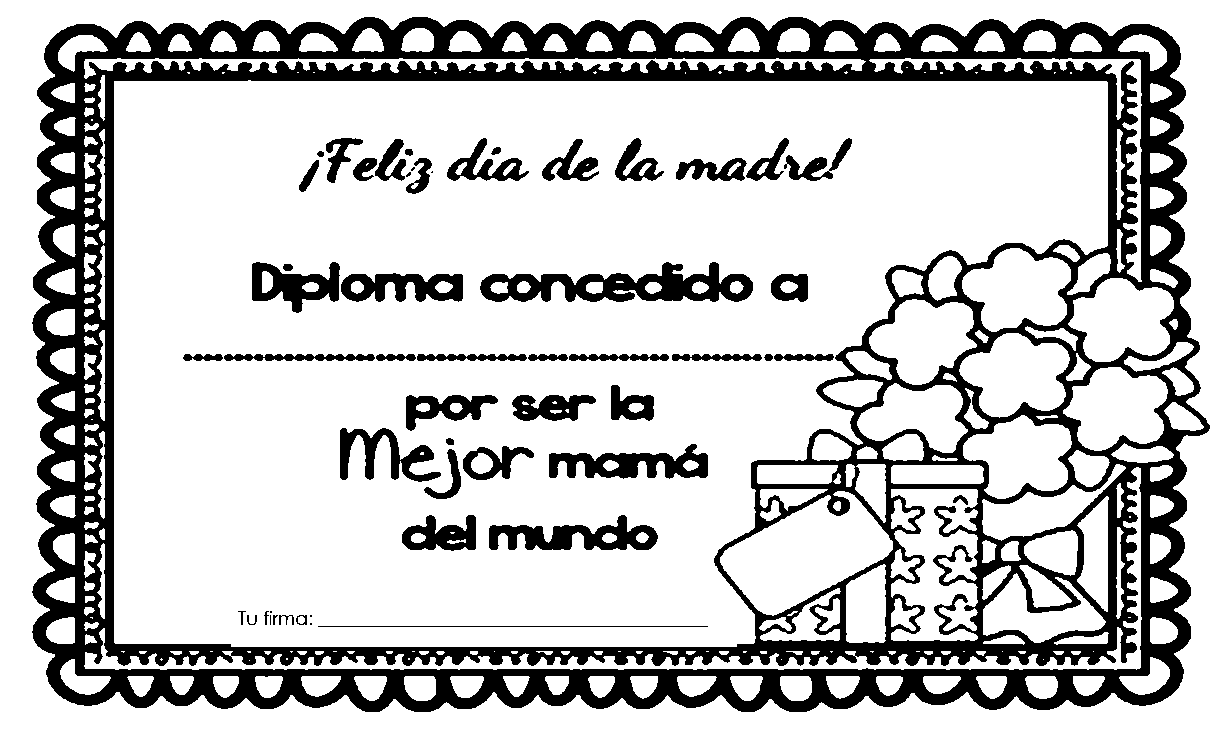 ¡Feliz día de la madre!
Diploma concedido a
por ser la
Mejor mamá
del mundo
Tu firma: